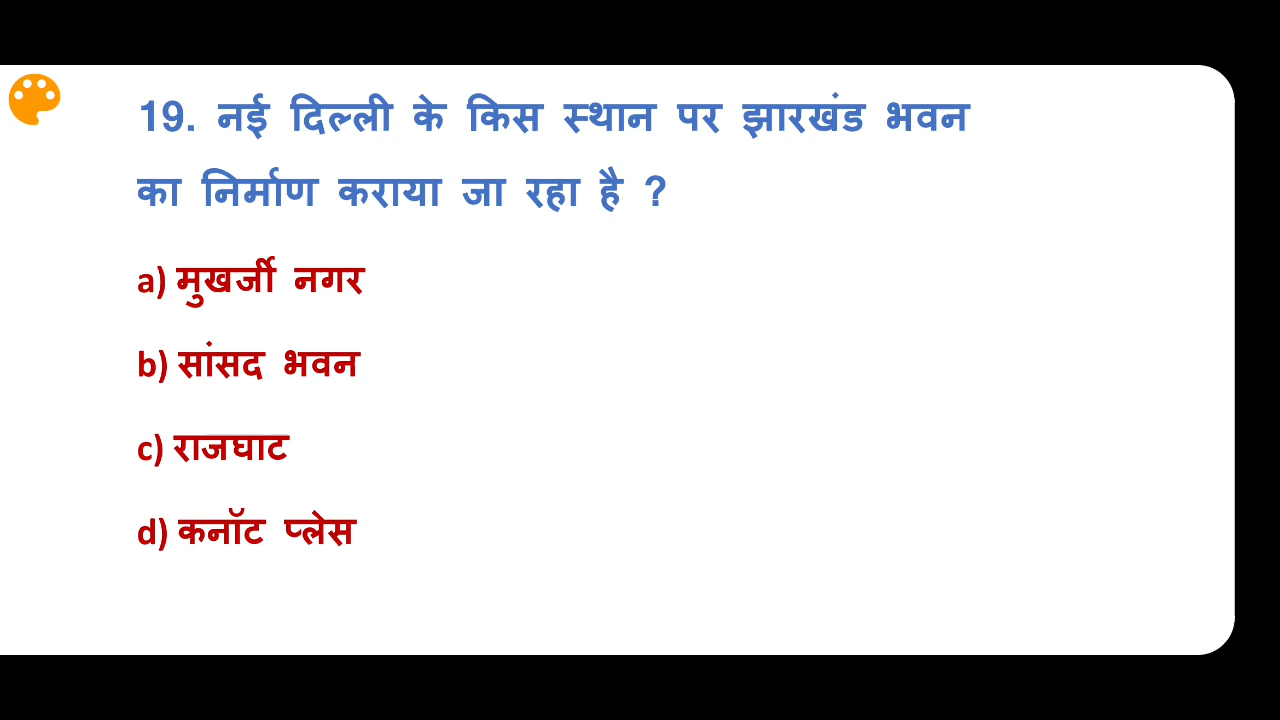 19. नई दिल्ली के किस स्थान पर झारखंड भवन
का निर्माण कराया जा रहा है ?
a) मुखर्जी नगर
b) सांसद भवन
c) राजघाट
d) कनॉट प्लेस